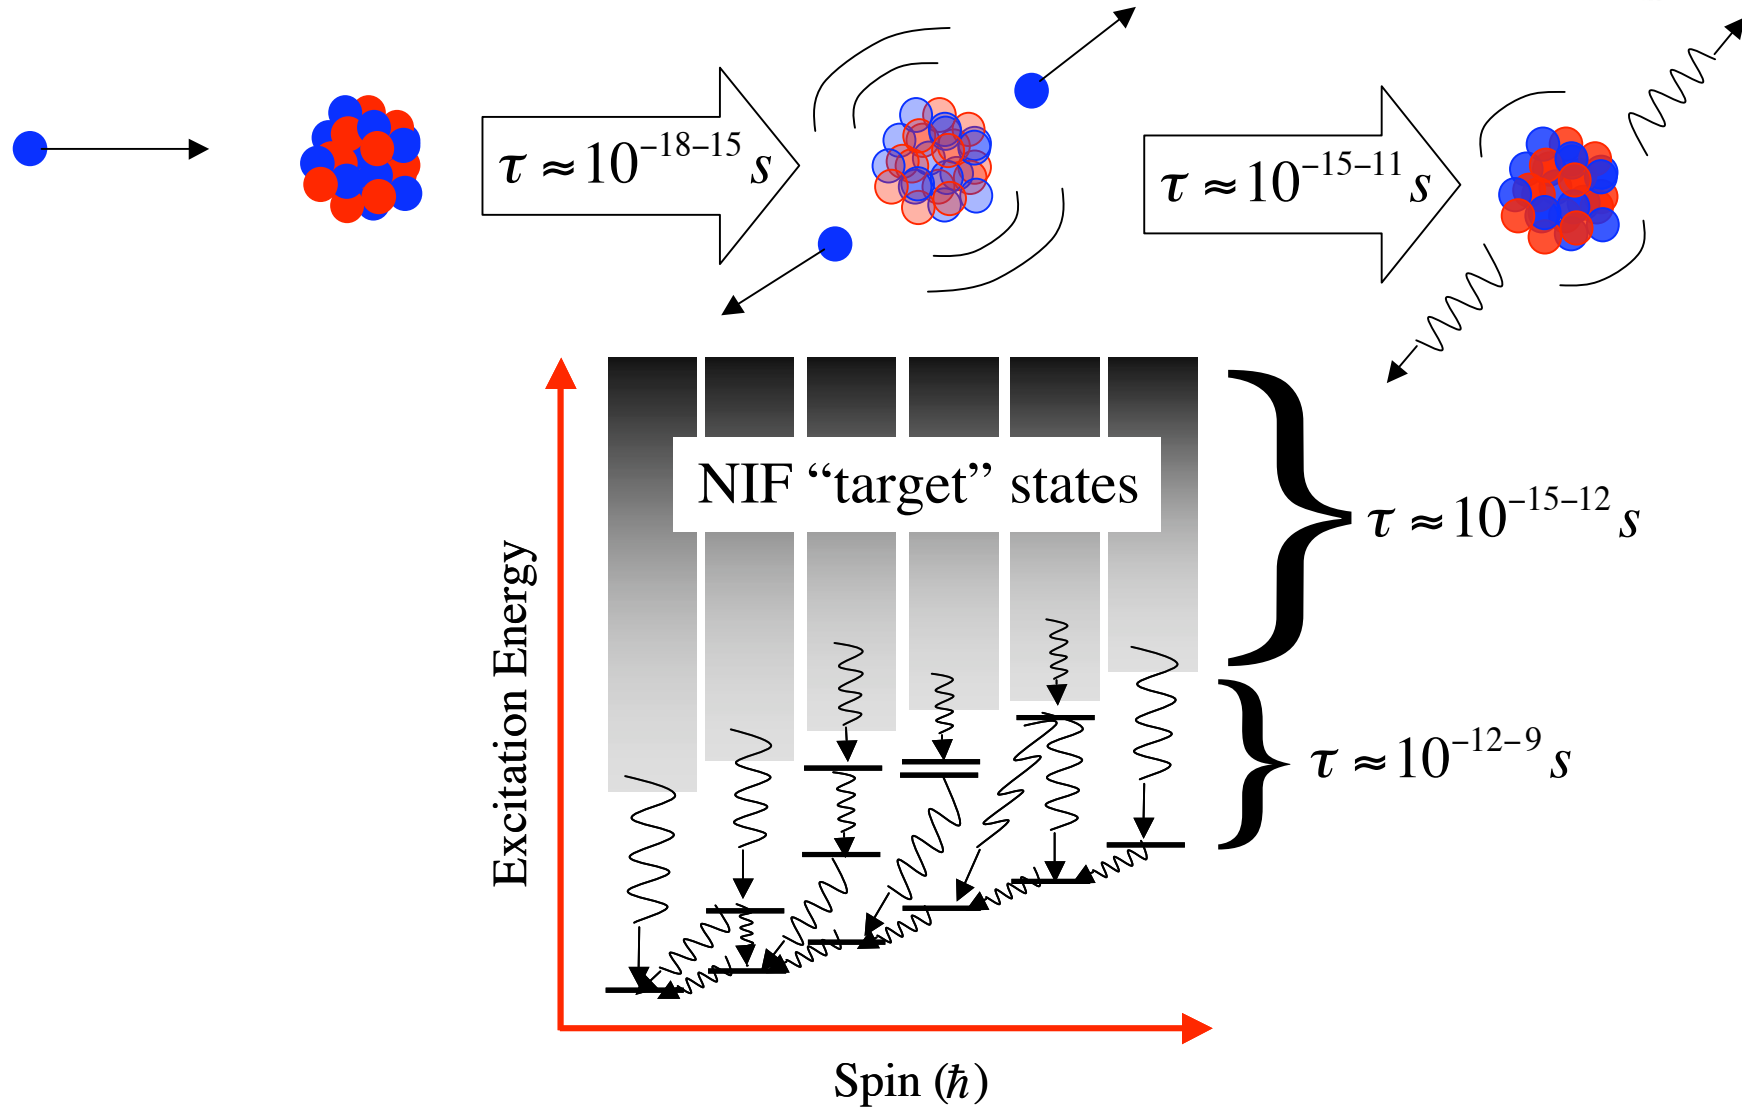 τ ≈ 10⁻¹⁸⁻¹⁵ s
τ ≈ 10⁻¹⁵⁻¹¹ s
NIF “target” states
τ ≈ 10⁻¹⁵⁻¹² s
Excitation Energy
τ ≈ 10⁻¹²⁻⁹ s
Spin (ℏ)